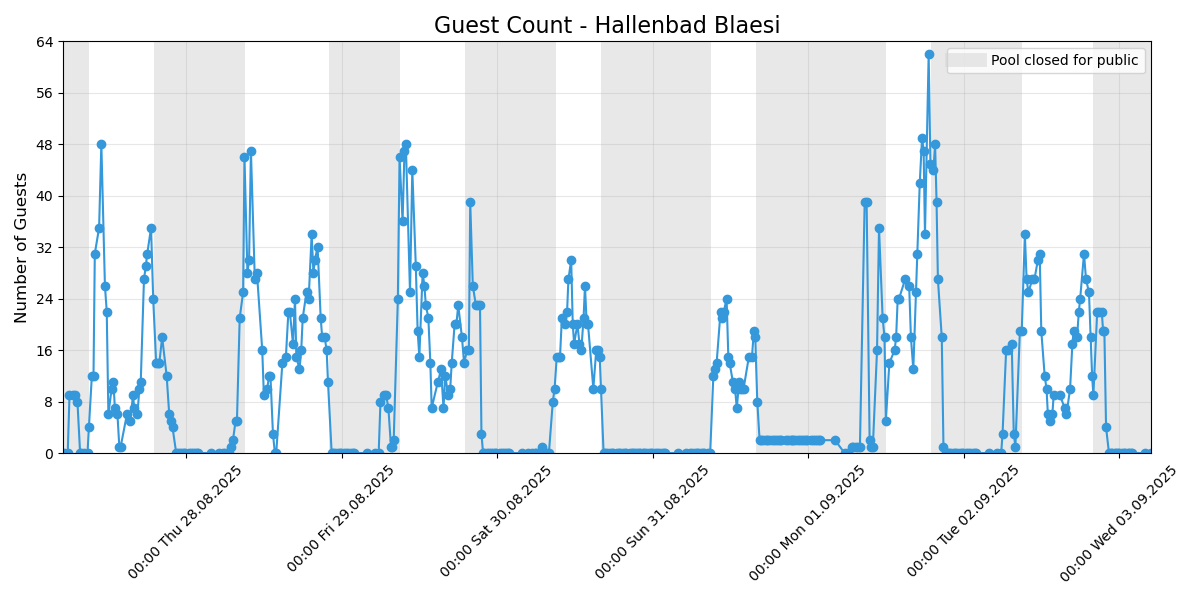 Guest Count - Hallenbad Blaesi
Pool closed for public
Number of Guests
64
56
48
40
32
24
16
8
0
00:00 Thu 28.08.2025
00:00 Fri 29.08.2025
00:00 Sat 30.08.2025
00:00 Sun 31.08.2025
00:00 Mon 01.09.2025
00:00 Tue 02.09.2025
00:00 Wed 03.09.2025